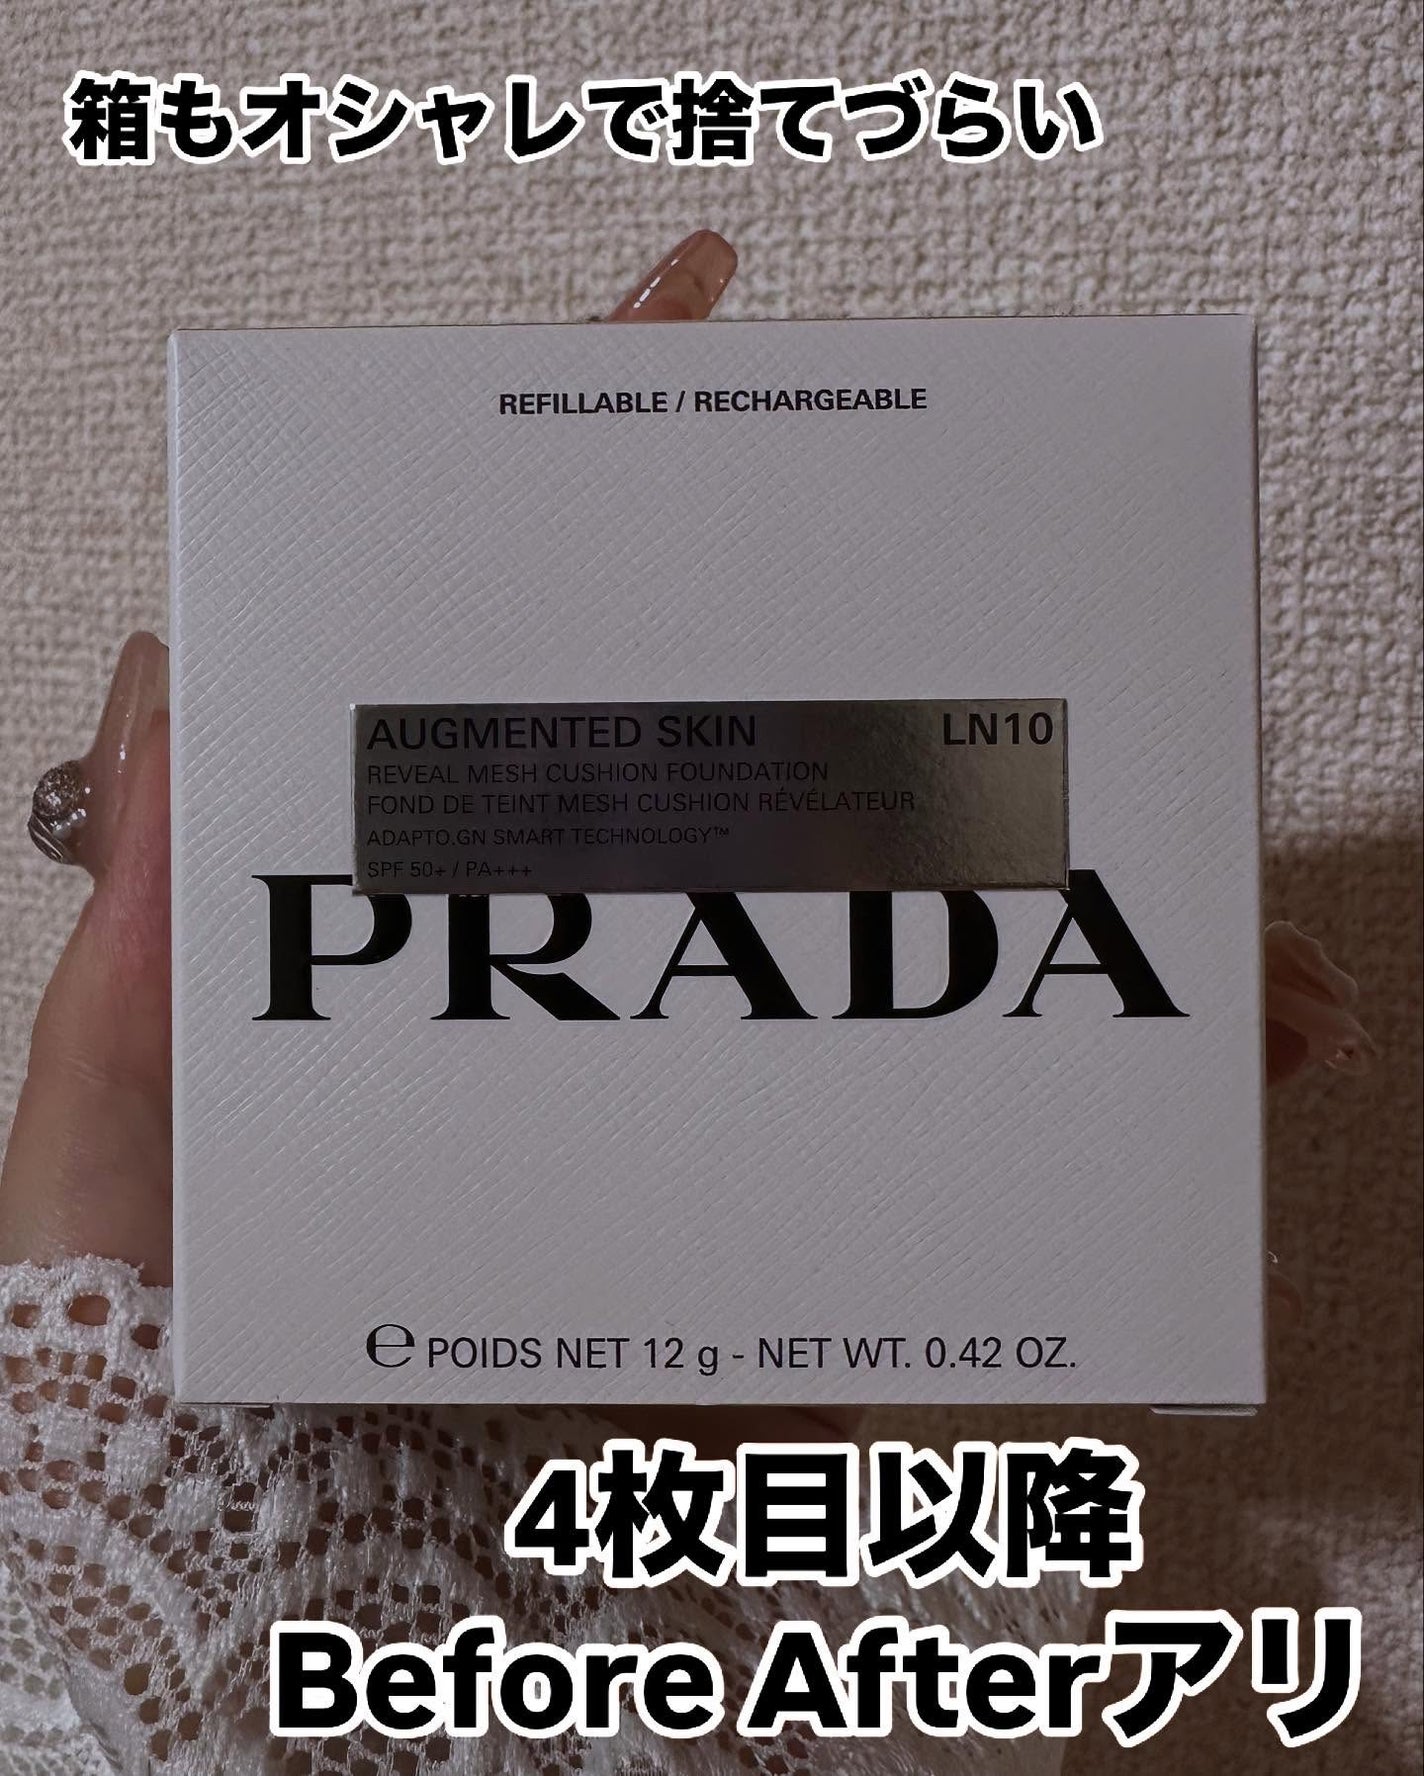 箱もオシャレで捨てづらい
REFILLABLE / RECHARGEABLE
AUGMENTED SKIN LN10
REVEAL MESH CUSHION FOUNDATION
FOND DE TEINT MESH CUSHION RÉVÉLATEUR
ADAPTO.GN SMART TECHNOLOGY™
SPF 50+ / PA+++
PRADA
℮ POIDS NET 12 g - NET WT. 0.42 OZ.
4枚目以降
Before Afterアリ